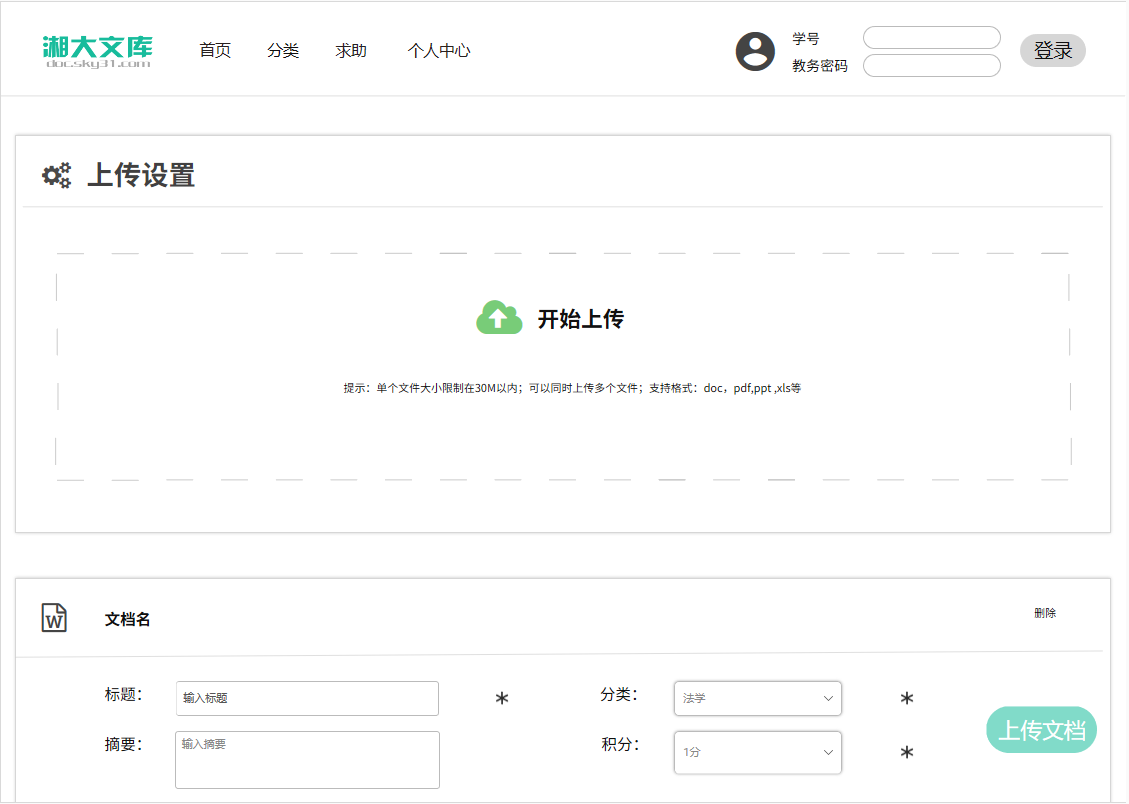 湘大文库
doc.sky31.com
首页 分类 求助 个人中心
学号
教务密码
登录
上传设置
开始上传
提示：单个文件大小限制在30M以内；可以同时上传多个文件；支持格式：doc，pdf,ppt ,xls等
W 文档名 删除
标题： 输入标题 * 分类： 法学 *
上传文档
摘要： 输入摘要 积分： 1分 *